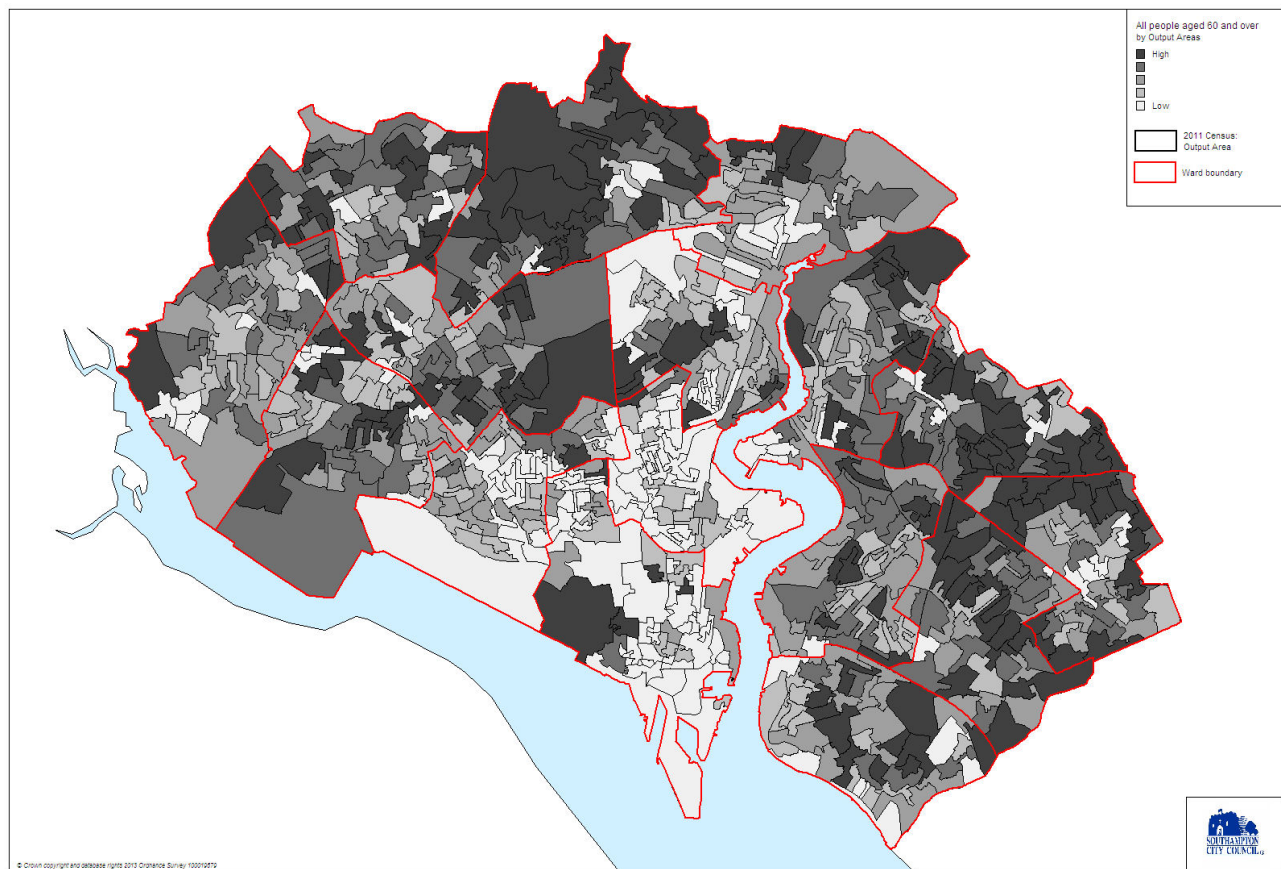 All people aged 60 and over
by Output Areas
High
Low
2011 Census:
Output Area
Ward boundary
SOUTHAMPTON
CITY COUNCIL
© Crown copyright and database rights 2013 Ordnance Survey 100019679